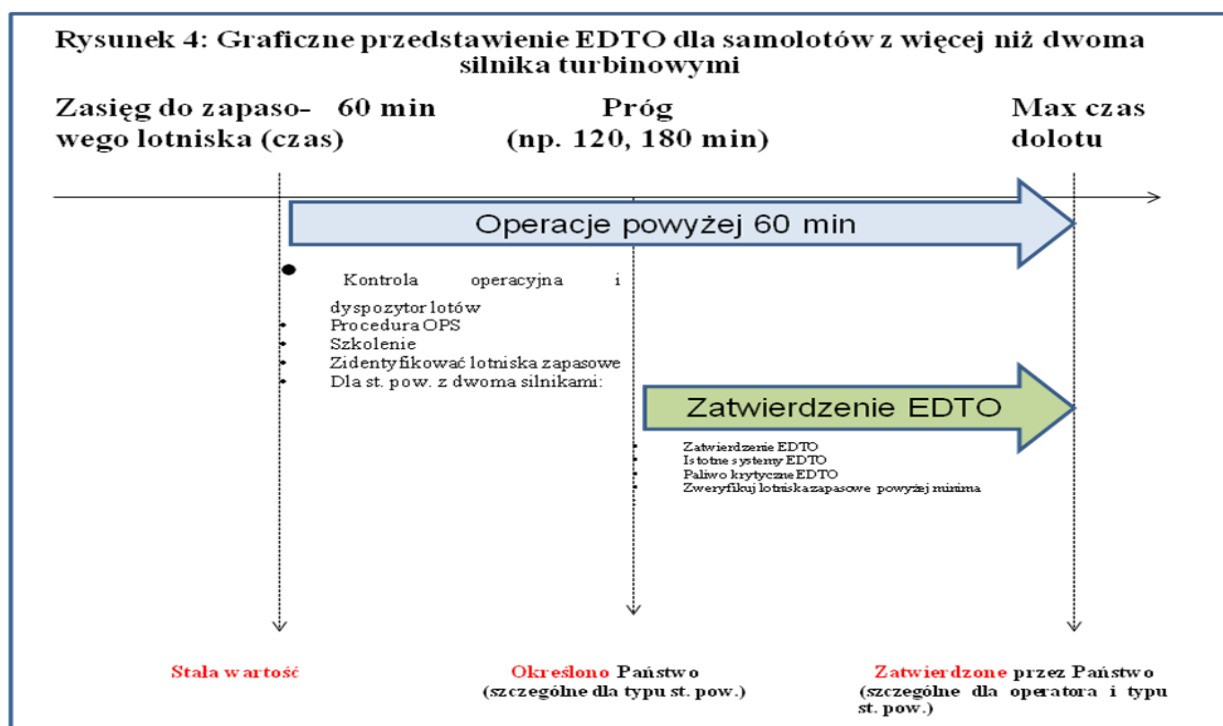 Rysunek 4: Graficzne przedstawienie EDTO dla samolotów z więcej niż dwoma
silnika turbinowymi
Zasięg do zapaso- 60 min
wego lotniska (czas)
Próg
(np. 120, 180 min)
Max czas
dolotu
Operacje powyżej 60 min
Kontrola operacyjna i
dyspozytor lotów
Procedura OPS
Szkolenie
Zidentyfikować lotniska zapasowe
Dla st. pow. z dwoma silnikami:
Zatwierdzenie EDTO
Zatwierdzenie EDTO
Istotne systemy EDTO
Paliwo krytyczne EDTO
Zweryfikuj lotniska zapasowe powyżej minima
Stała wartość
Określono Państwo
(szczególne dla typu st. pow.)
Zatwierdzone przez Państwo
(szczególne dla operatora i typu
st. pow.)